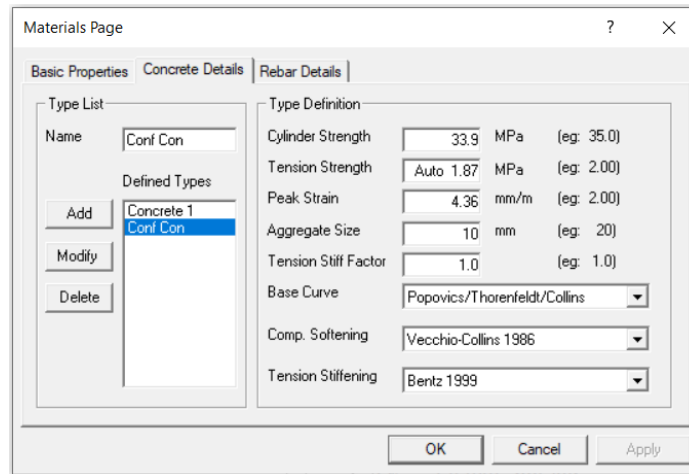 Materials Page ? ×
Basic Properties Concrete Details Rebar Details
Type List
Name Conf Con
Defined Types
Concrete 1
Conf Con
Add
Modify
Delete
Type Definition
Cylinder Strength 33.9 MPa (eg: 35.0)
Tension Strength Auto 1.87 MPa (eg: 2.00)
Peak Strain 4.36 mm/m (eg: 2.00)
Aggregate Size 10 mm (eg: 20)
Tension Stiff Factor 1.0 (eg: 1.0)
Base Curve Popovics/Thorenfeldt/Collins
Comp. Softening Vecchio-Collins 1986
Tension Stiffening Bentz 1999
OK Cancel Apply